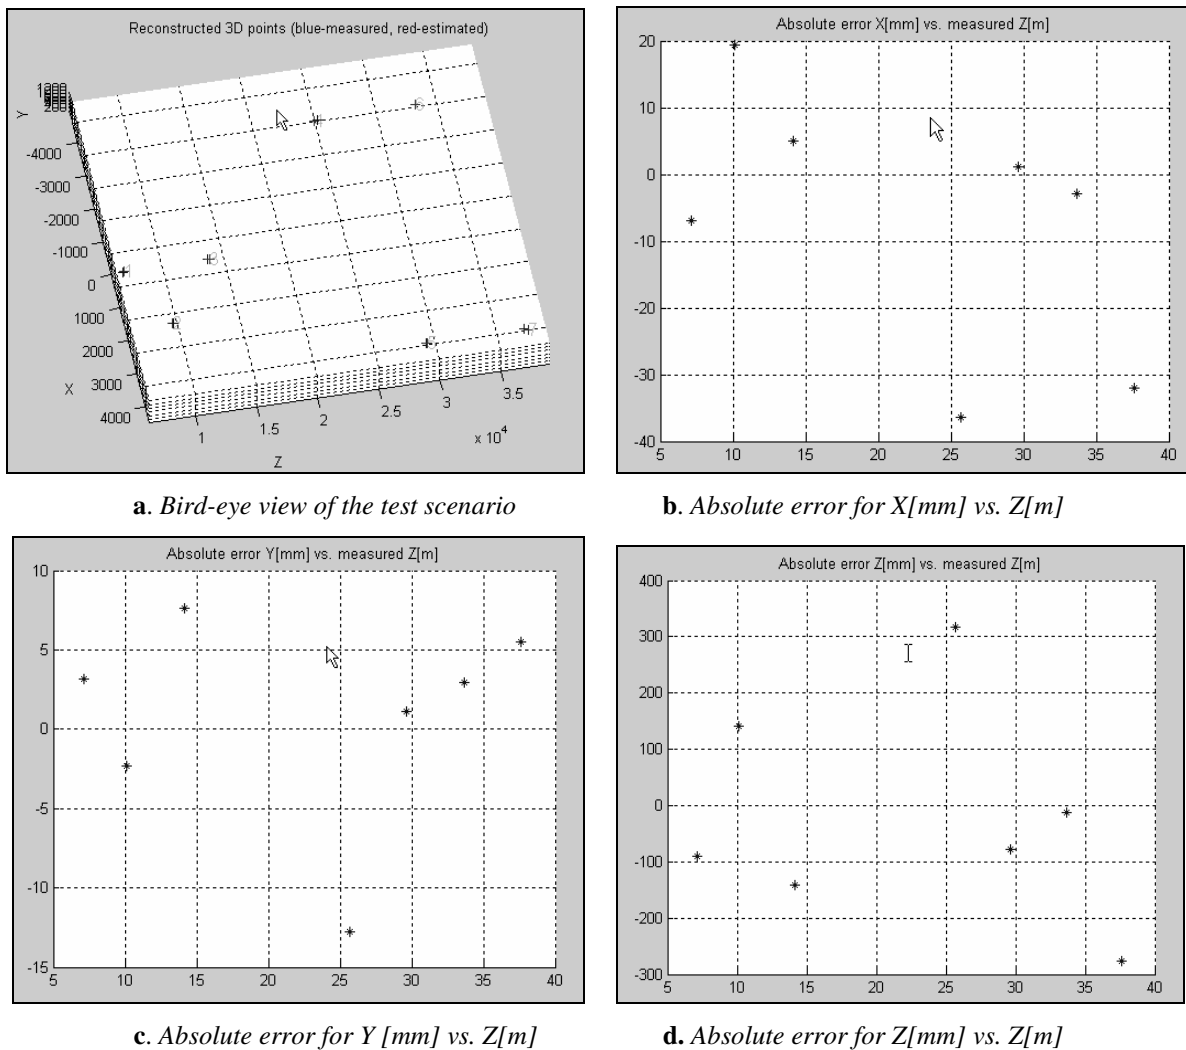 Reconstructed 3D points (blue-measured, red-estimated)
Y
-4000
-3000
-2000
-1000
0
1000
2000
3000
4000
X
1
1.5
2
2.5
3
3.5
x 10^4
Z
a. Bird-eye view of the test scenario
Absolute error X[mm] vs. measured Z[m]
20
10
0
-10
-20
-30
-40
5 10 15 20 25 30 35 40
b. Absolute error for X[mm] vs. Z[m]
Absolute error Y[mm] vs. measured Z[m]
10
5
0
-5
-10
-15
5 10 15 20 25 30 35 40
c. Absolute error for Y [mm] vs. Z[m]
Absolute error Z[mm] vs. measured Z[m]
400
300
200
100
0
-100
-200
-300
5 10 15 20 25 30 35 40
d. Absolute error for Z[mm] vs. Z[m]